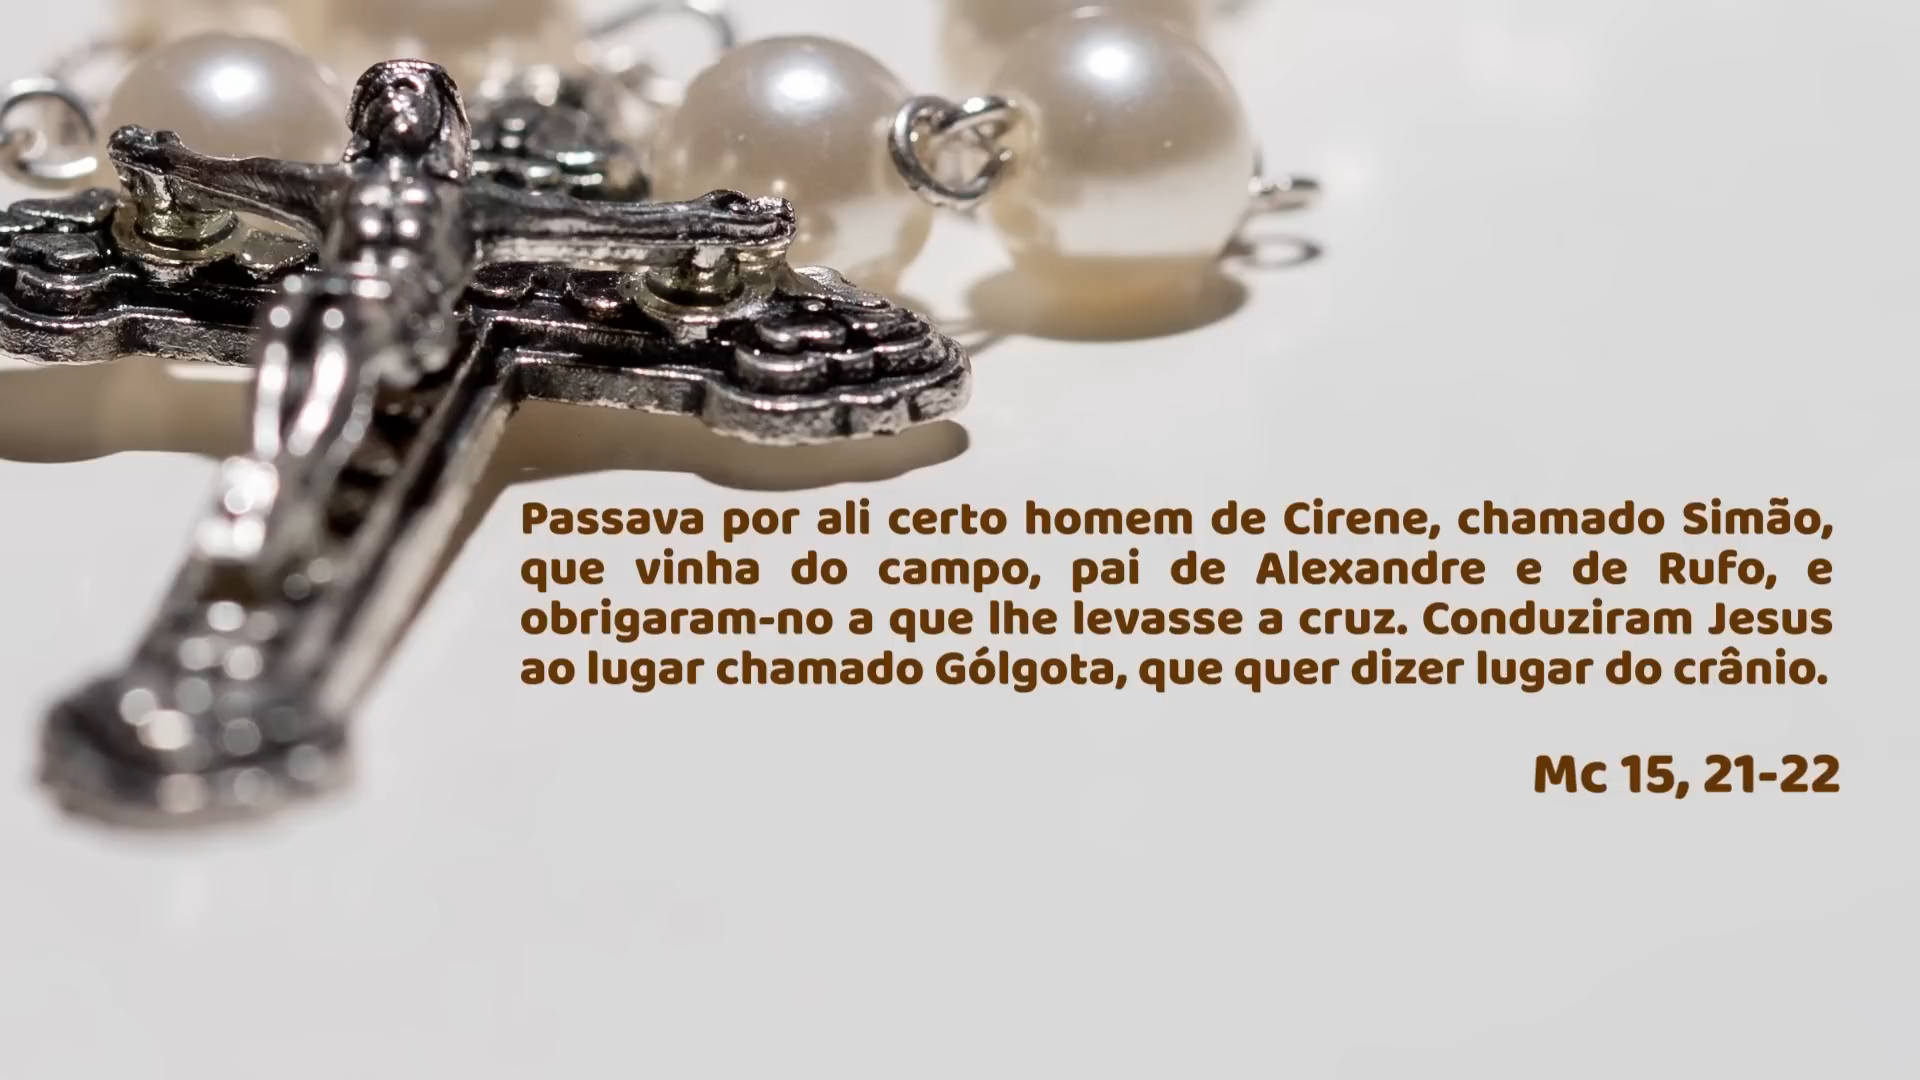 Passava por ali certo homem de Cirene, chamado Simão,
que vinha do campo, pai de Alexandre e de Rufo, e
obrigaram-no a que lhe levasse a cruz. Conduziram Jesus
ao lugar chamado Gólgota, que quer dizer lugar do crânio.
Mc 15, 21-22